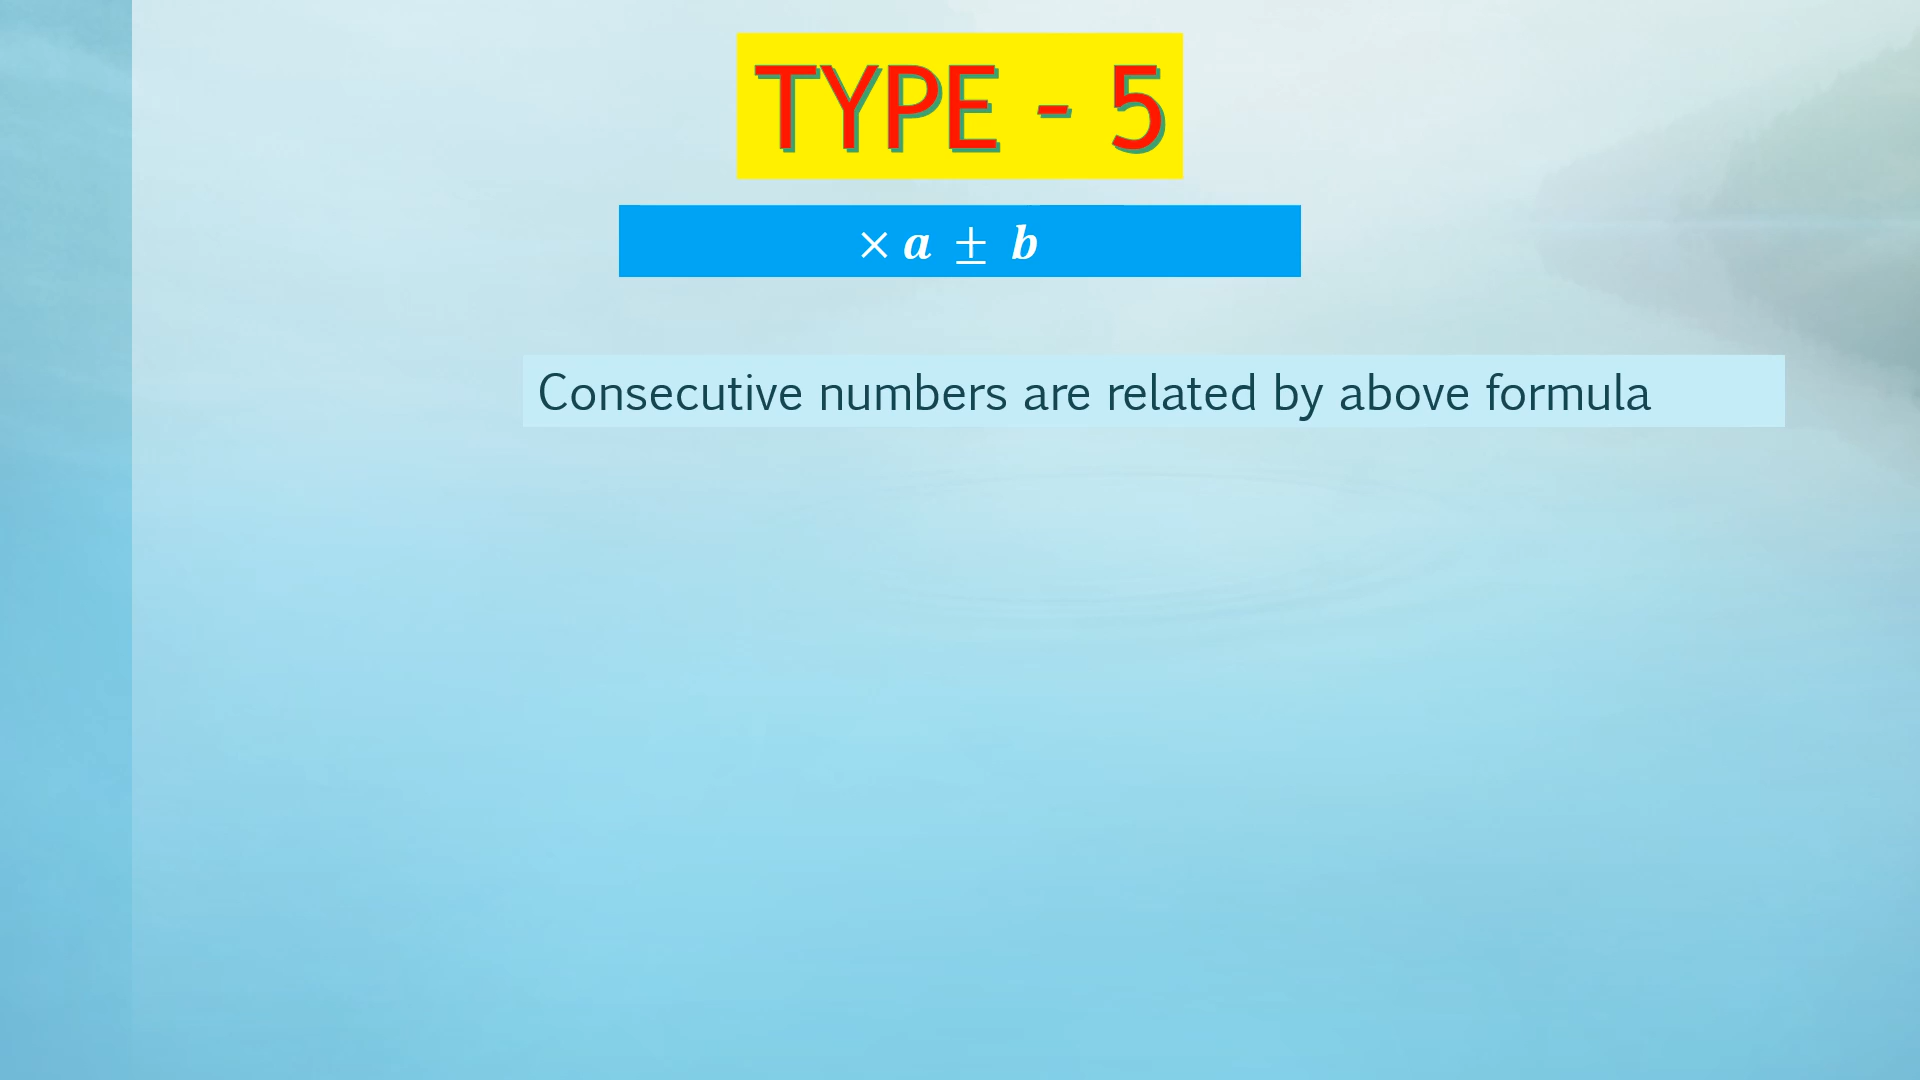 TYPE - 5
× a ± b
Consecutive numbers are related by above formula